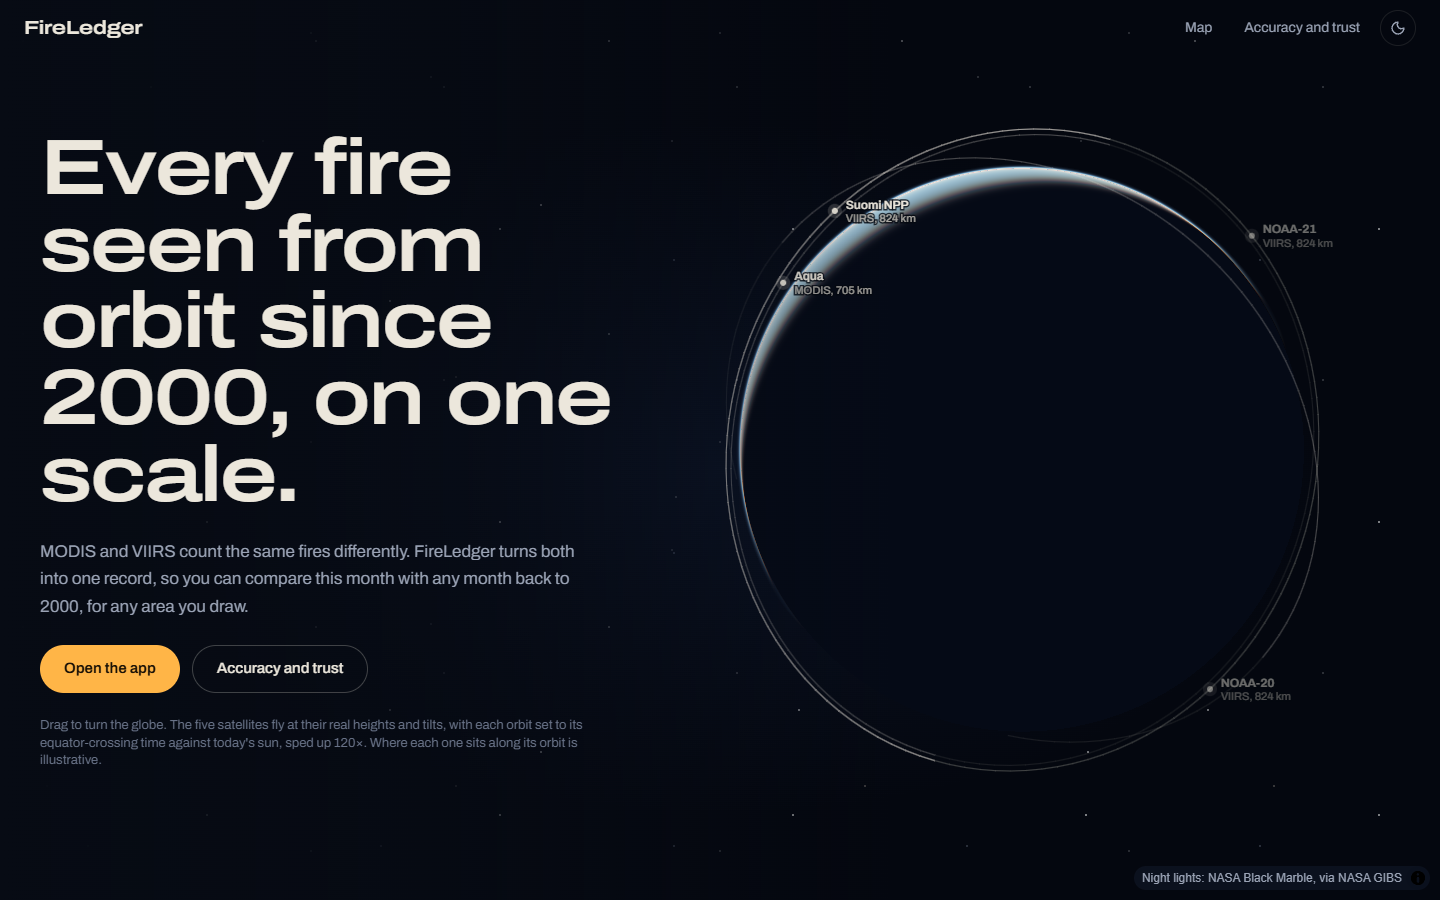 FireLedger
Map
Accuracy and trust
Every fire
seen from
orbit since
2000, on one
scale.
MODIS and VIIRS count the same fires differently. FireLedger turns both
into one record, so you can compare this month with any month back to
2000, for any area you draw.
Open the app
Accuracy and trust
Drag to turn the globe. The five satellites fly at their real heights and tilts, with each orbit set to its
equator-crossing time against today's sun, sped up 120×. Where each one sits along its orbit is
illustrative.
Suomi NPP
VIIRS, 824 km
NOAA-21
VIIRS, 824 km
Aqua
MODIS, 705 km
NOAA-20
VIIRS, 824 km
Night lights: NASA Black Marble, via NASA GIBS